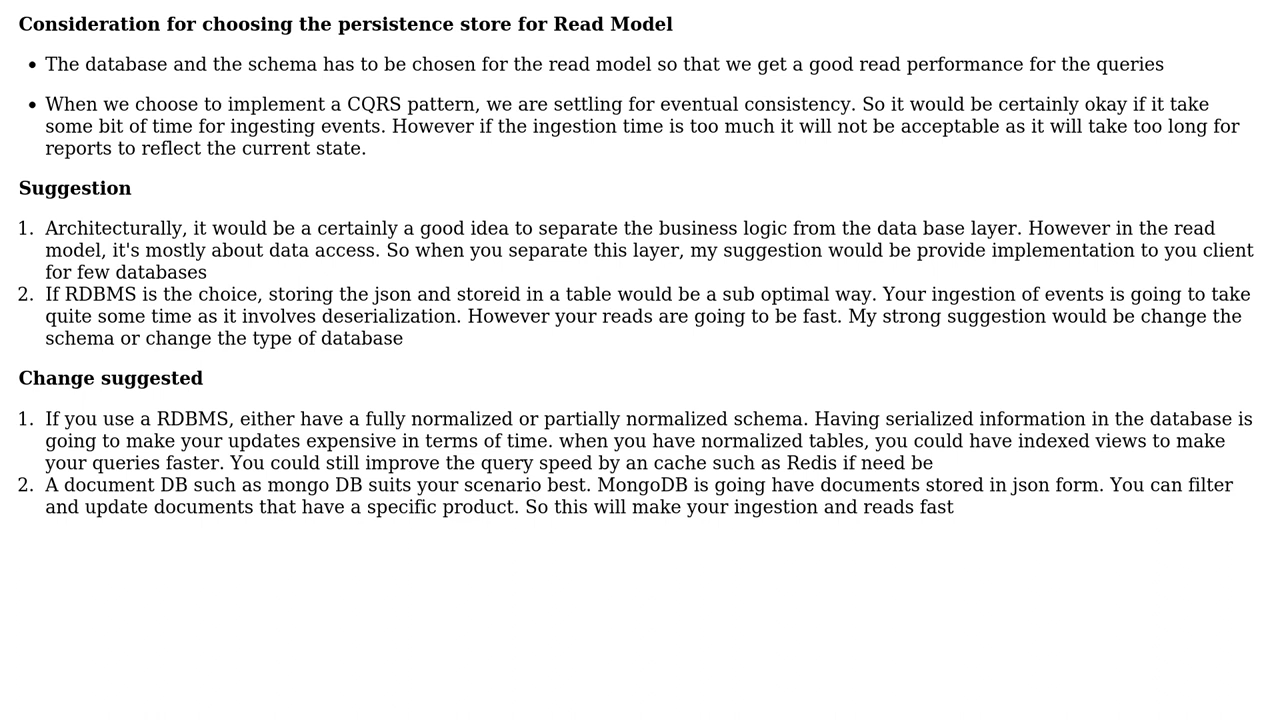 Consideration for choosing the persistence store for Read Model
• The database and the schema has to be chosen for the read model so that we get a good read performance for the queries
• When we choose to implement a CQRS pattern, we are settling for eventual consistency. So it would be certainly okay if it take
some bit of time for ingesting events. However if the ingestion time is too much it will not be acceptable as it will take too long for
reports to reflect the current state.
Suggestion
1. Architecturally, it would be a certainly a good idea to separate the business logic from the data base layer. However in the read
model, it's mostly about data access. So when you separate this layer, my suggestion would be provide implementation to you client
for few databases
2. If RDBMS is the choice, storing the json and storeid in a table would be a sub optimal way. Your ingestion of events is going to take
quite some time as it involves deserialization. However your reads are going to be fast. My strong suggestion would be change the
schema or change the type of database
Change suggested
1. If you use a RDBMS, either have a fully normalized or partially normalized schema. Having serialized information in the database is
going to make your updates expensive in terms of time. when you have normalized tables, you could have indexed views to make
your queries faster. You could still improve the query speed by an cache such as Redis if need be
2. A document DB such as mongo DB suits your scenario best. MongoDB is going have documents stored in json form. You can filter
and update documents that have a specific product. So this will make your ingestion and reads fast